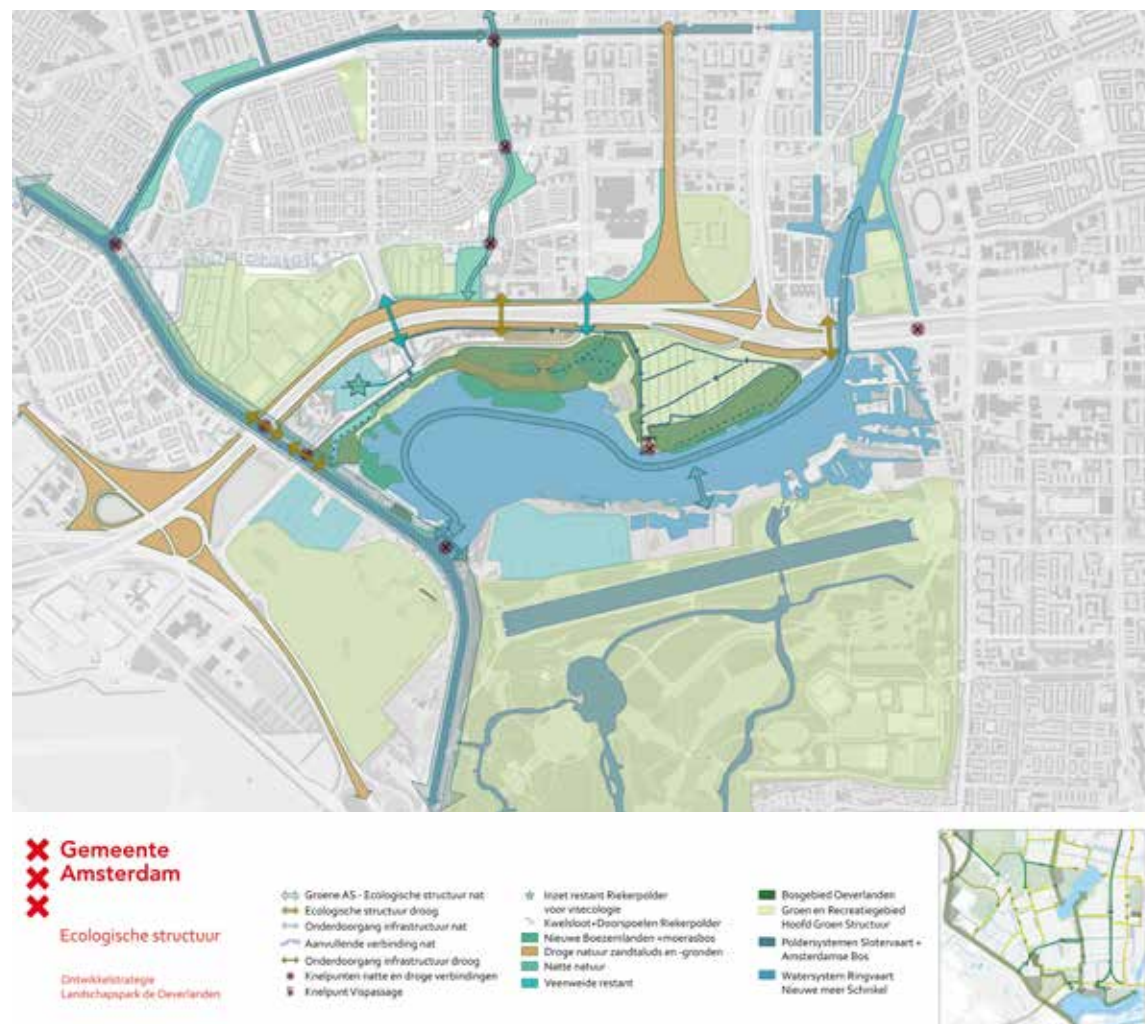 Gemeente
Amsterdam
Ecologische structuur
Ontwikkelstrategie
Landschapspark de Oeverlanden
Groene AS - Ecologische structuur nat
Ecologische structuur droog
Onderdoorgang infrastructuur nat
Aanvullende verbinding nat
Onderdoorgang infrastructuur droog
Knelpunten natte en droge verbindingen
Knelpunt Vispassage
Inzet restant Riekerpolder
voor visecologie
Kwelsloot+Doorspoelen Riekerpolder
Nieuwe Boezemlanden +moerasbos
Droge natuur zandtaluds en -gronden
Natte natuur
Veenweide restant
Bosgebied Oeverlanden
Groen en Recreatiegebied
Hoofd Groen Structuur
Poldersystemen Slotervaart +
Amsterdamse Bos
Watersystem Ringvaart
Nieuwe meer Schinkel